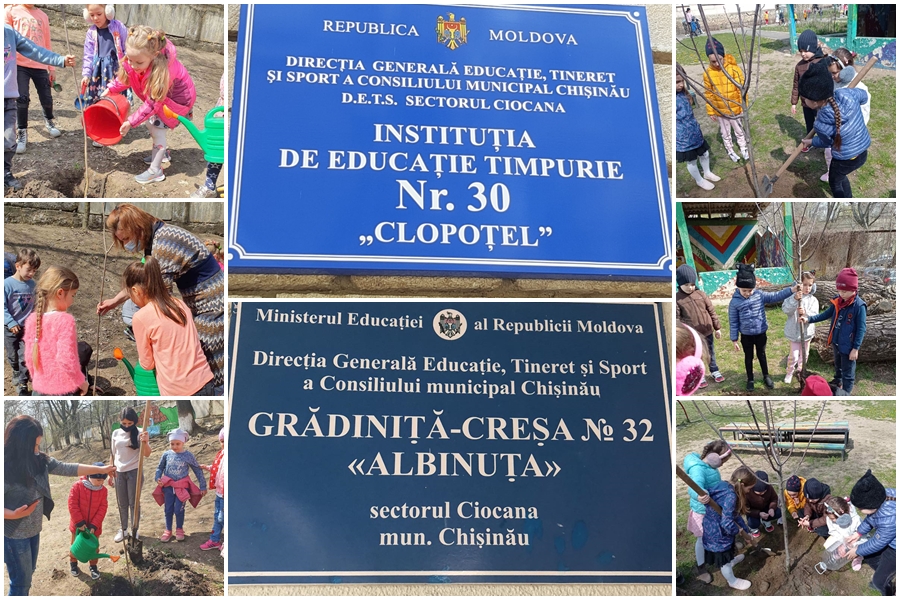 REPUBLICA MOLDOVA
DIRECȚIA GENERALĂ EDUCAȚIE, TINERET
ȘI SPORT A CONSILIULUI MUNICIPAL CHIȘINĂU
D.E.T.S. SECTORUL CIOCANA
INSTITUȚIA
DE EDUCAȚIE TIMPURIE
Nr. 30
„CLOPOȚEL”
Ministerul Educației al Republicii Moldova
Direcția Generală Educație, Tineret și Sport
a Consiliului municipal Chișinău
GRĂDINIȚĂ-CREȘA № 32
«ALBINUȚA»
sectorul Ciocana
mun. Chișinău